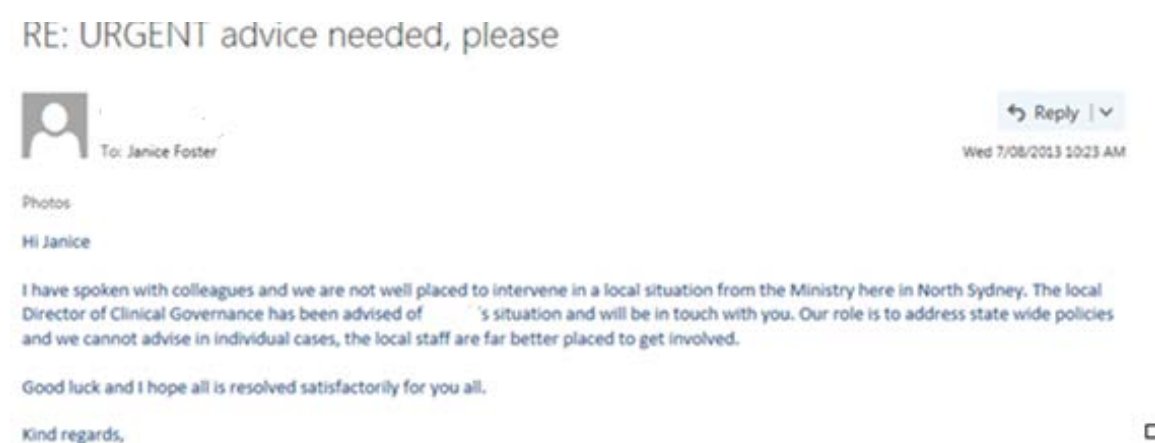 RE: URGENT advice needed, please
Reply
To: Janice Foster
Wed 7/08/2013 10:23 AM
Photos
Hi Janice
I have spoken with colleagues and we are not well placed to intervene in a local situation from the Ministry here in North Sydney. The local
Director of Clinical Governance has been advised of 's situation and will be in touch with you. Our role is to address state wide policies
and we cannot advise in individual cases, the local staff are far better placed to get involved.
Good luck and I hope all is resolved satisfactorily for you all.
Kind regards,